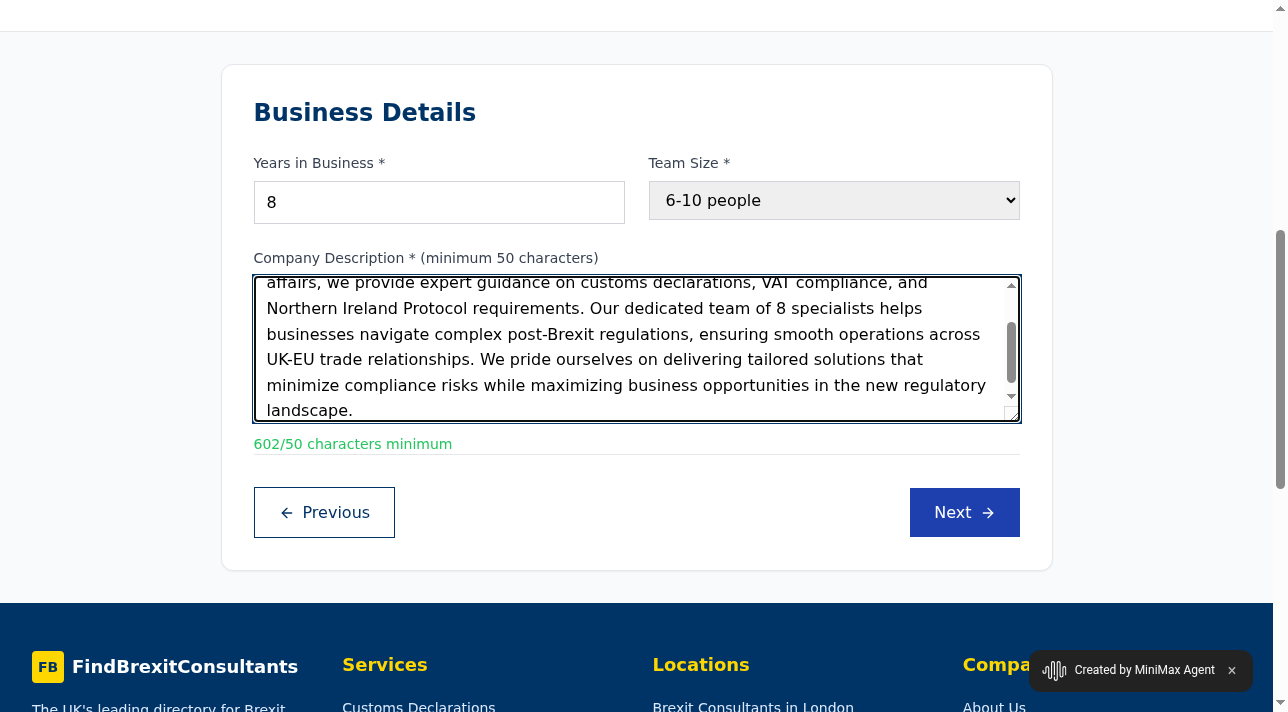 Business Details
Years in Business *
Team Size *
8
6-10 people
Company Description * (minimum 50 characters)
affairs, we provide expert guidance on customs declarations, VAT compliance, and
Northern Ireland Protocol requirements. Our dedicated team of 8 specialists helps
businesses navigate complex post-Brexit regulations, ensuring smooth operations across
UK-EU trade relationships. We pride ourselves on delivering tailored solutions that
minimize compliance risks while maximizing business opportunities in the new regulatory
landscape.
602/50 characters minimum
← Previous
Next →
FB FindBrexitConsultants
Services
Locations
Compa
Created by MiniMax Agent ×
The UK's leading directory for Brexit
Customs Declarations
Brexit Consultants in London
About Us